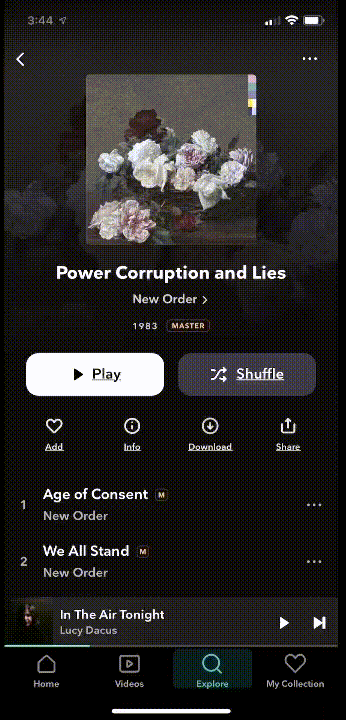 3:44
Power Corruption and Lies
New Order
1983 MASTER
Play Shuffle
Add Info Download Share
1 Age of Consent M
New Order
2 We All Stand M
New Order
In The Air Tonight
Lucy Dacus
Home Videos Explore My Collection